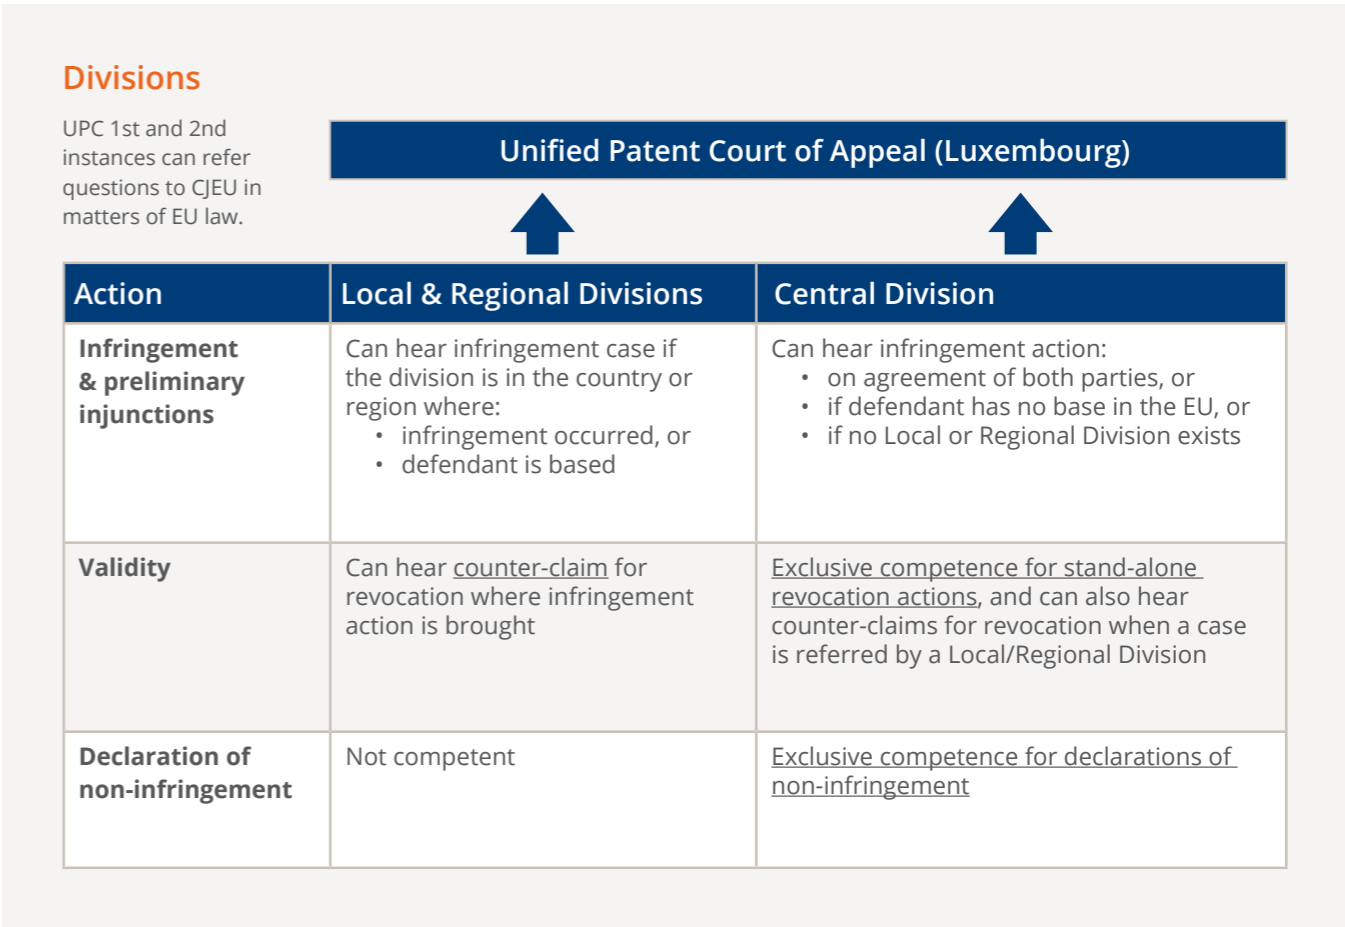 Divisions
UPC 1st and 2nd
instances can refer
questions to CJEU in
matters of EU law.
Unified Patent Court of Appeal (Luxembourg)
Action
Local & Regional Divisions
Central Division
Infringement
& preliminary
injunctions
Can hear infringement case if
the division is in the country or
region where:
• infringement occurred, or
• defendant is based
Can hear infringement action:
• on agreement of both parties, or
• if defendant has no base in the EU, or
• if no Local or Regional Division exists
Validity
Can hear counter-claim for
revocation where infringement
action is brought
Exclusive competence for stand-alone
revocation actions, and can also hear
counter-claims for revocation when a case
is referred by a Local/Regional Division
Declaration of
non-infringement
Not competent
Exclusive competence for declarations of
non-infringement